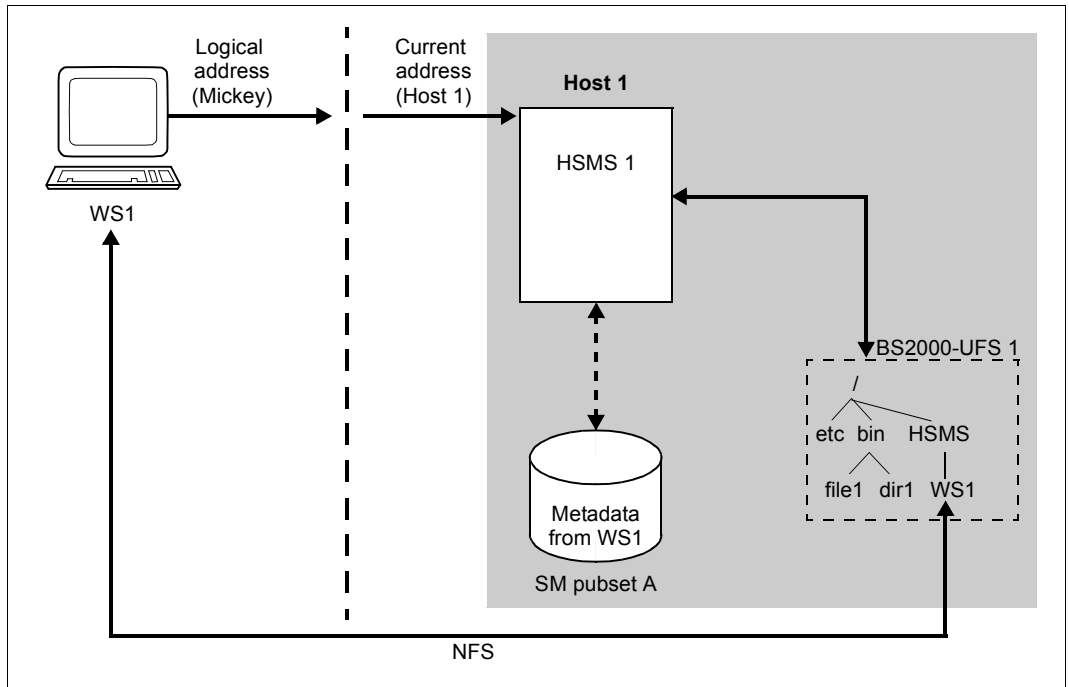 Logical
address
(Mickey)
Current
address
(Host 1)
Host 1
HSMS 1
WS1
BS2000-UFS 1
/
etc bin HSMS
file1 dir1 WS1
Metadata
from WS1
SM pubset A
NFS